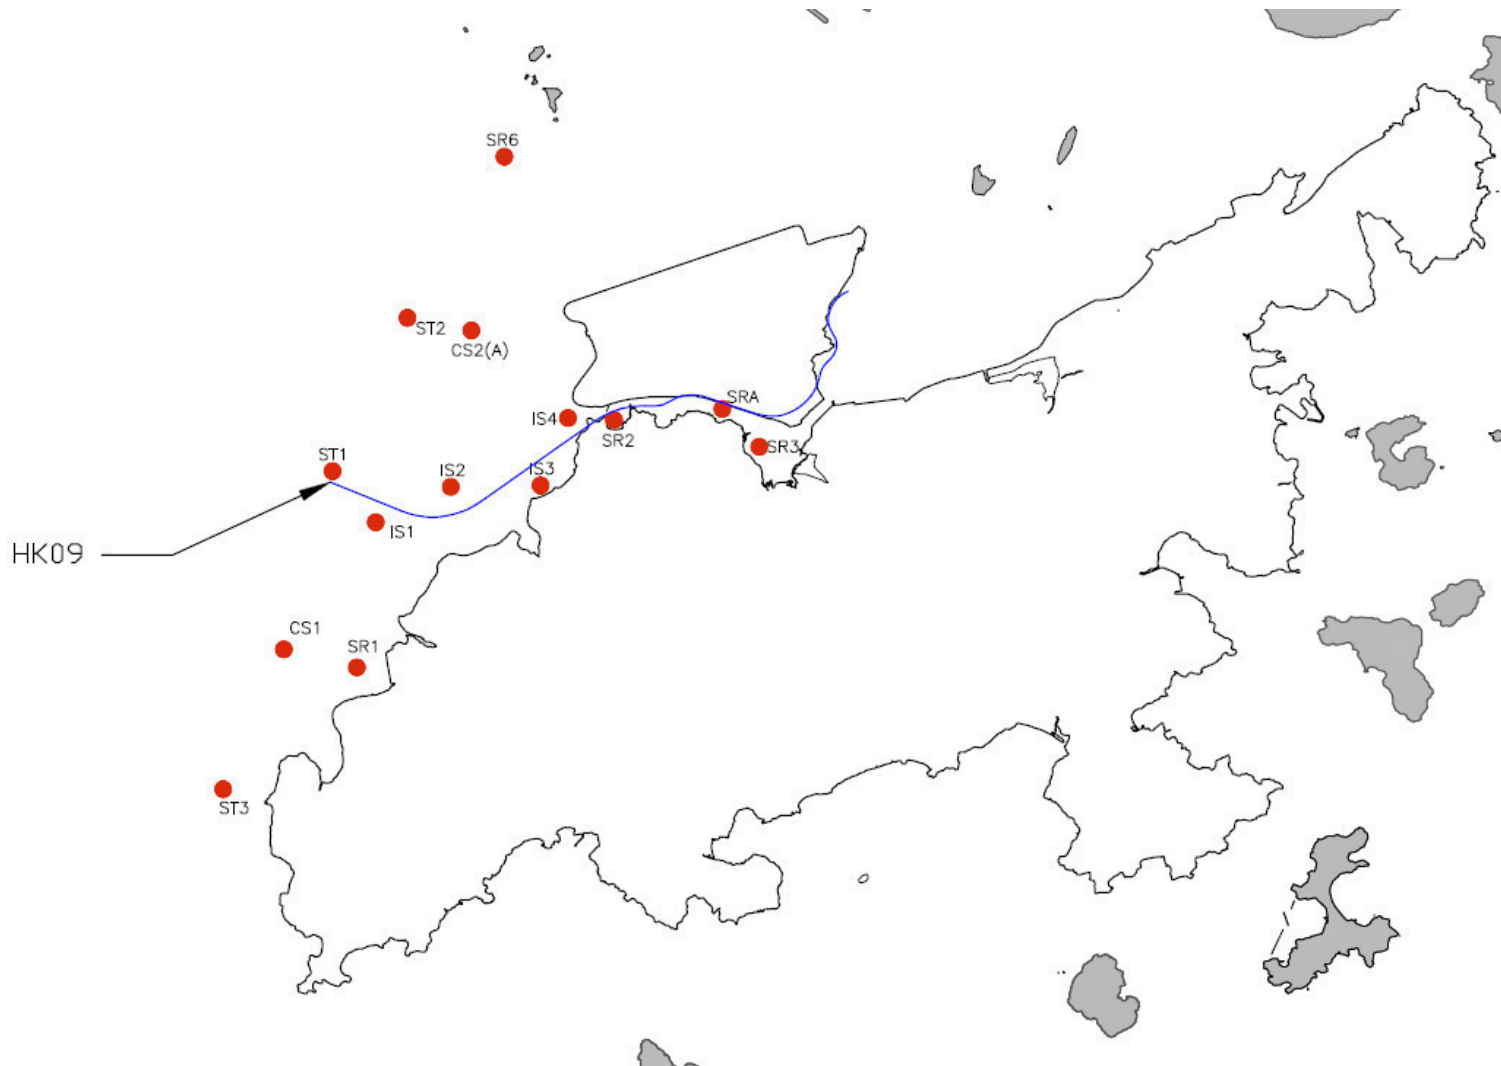 SR6
ST2
CS2(A)
SRA
IS4
SR2
SR3
ST1
IS2
IS3
IS1
HK09
CS1
SR1
ST3